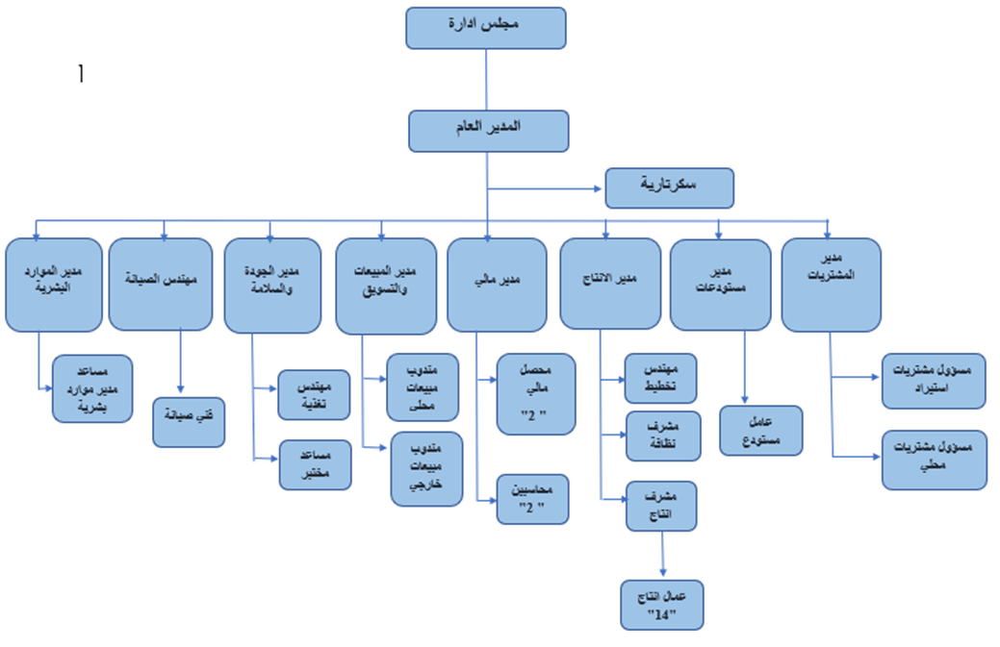 مجلس ادارة
أ
المدير العام
سكرتارية
مدير
المشتريات
مدير
مستودعات
مدير الانتاج
مدير مالي
مدير المبيعات
والتسويق
مدير الجودة
والسلامة
مهندس الصيانة
مدير الموارد
البشرية
مسؤول مشتريات
استيراد
مسؤول مشتريات
محلي
عامل
مستودع
مهندس
تخطيط
مشرف
نظافة
مشرف
انتاج
عمال انتاج
"14"
محصل
مالي
"2 "
محاسبين
"2 "
مندوب
مبيعات
محلى
مندوب
مبيعات
خارجي
مهندس
تغذية
مساعد
مختبر
فني صيانة
مساعد
مدير موارد
بشرية